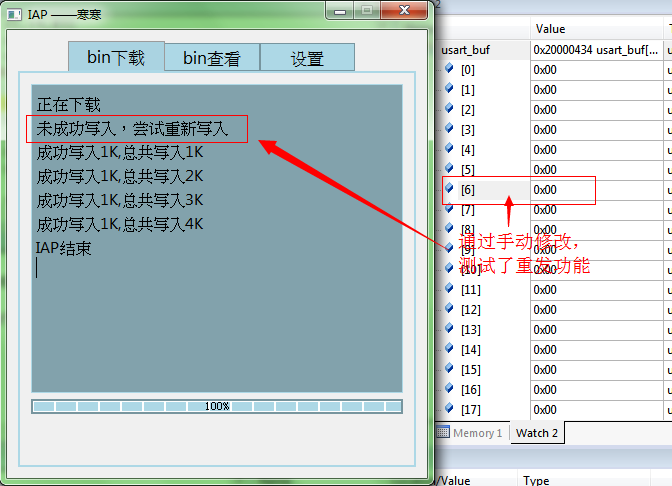 IAP ——寒寒
bin下载
bin查看
设置
正在下载
未成功写入，尝试重新写入
成功写入1K,总共写入1K
成功写入1K,总共写入2K
成功写入1K,总共写入3K
成功写入1K,总共写入4K
IAP结束
100%
Value
usart_buf 0x20000434 usart_buf[...
[0] 0x00
[1] 0x00
[2] 0x00
[3] 0x00
[4] 0x00
[5] 0x00
[6] 0x00
[7] 0x00
[8] 0x00
[9] 0x00
[10] 0x00
[11] 0x00
[12] 0x00
[13] 0x00
[14] 0x00
[15] 0x00
[16] 0x00
[17] 0x00
通过手动修改，
测试了重发功能
Memory 1
Watch 2
/Value
Type